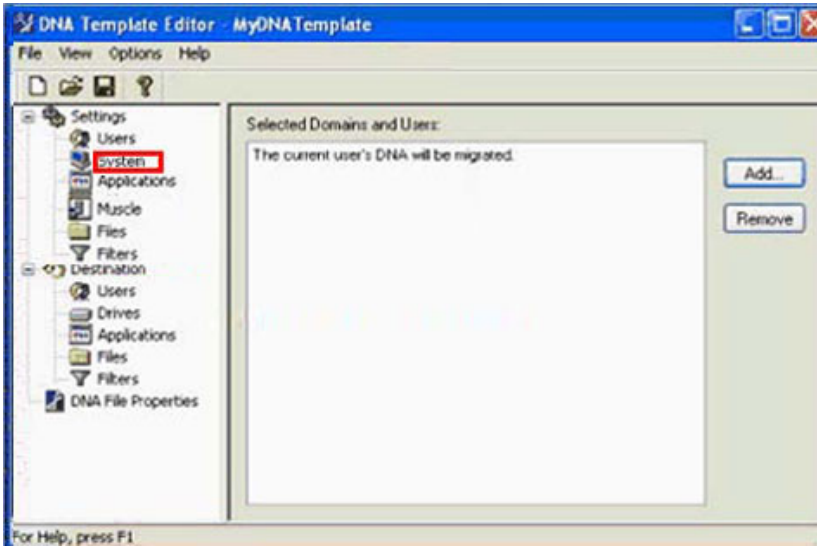 DNA Template Editor - MyDNATemplate
File View Options Help
Settings
Users
System
Applications
Muscle
Files
Filters
Destination
Users
Drives
Applications
Files
Filters
DNA File Properties
Selected Domains and Users:
The current user's DNA will be migrated.
Add...
Remove
For Help, press F1